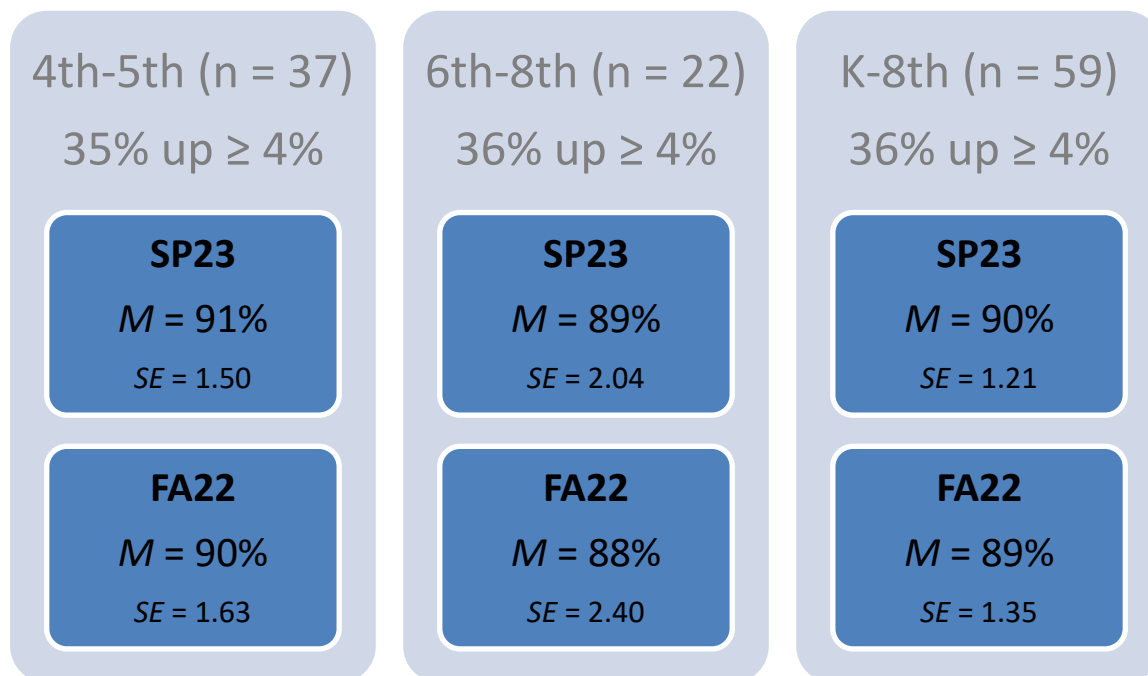 4th-5th (n = 37)
35% up ≥ 4%
SP23
M = 91%
SE = 1.50
FA22
M = 90%
SE = 1.63
6th-8th (n = 22)
36% up ≥ 4%
SP23
M = 89%
SE = 2.04
FA22
M = 88%
SE = 2.40
K-8th (n = 59)
36% up ≥ 4%
SP23
M = 90%
SE = 1.21
FA22
M = 89%
SE = 1.35